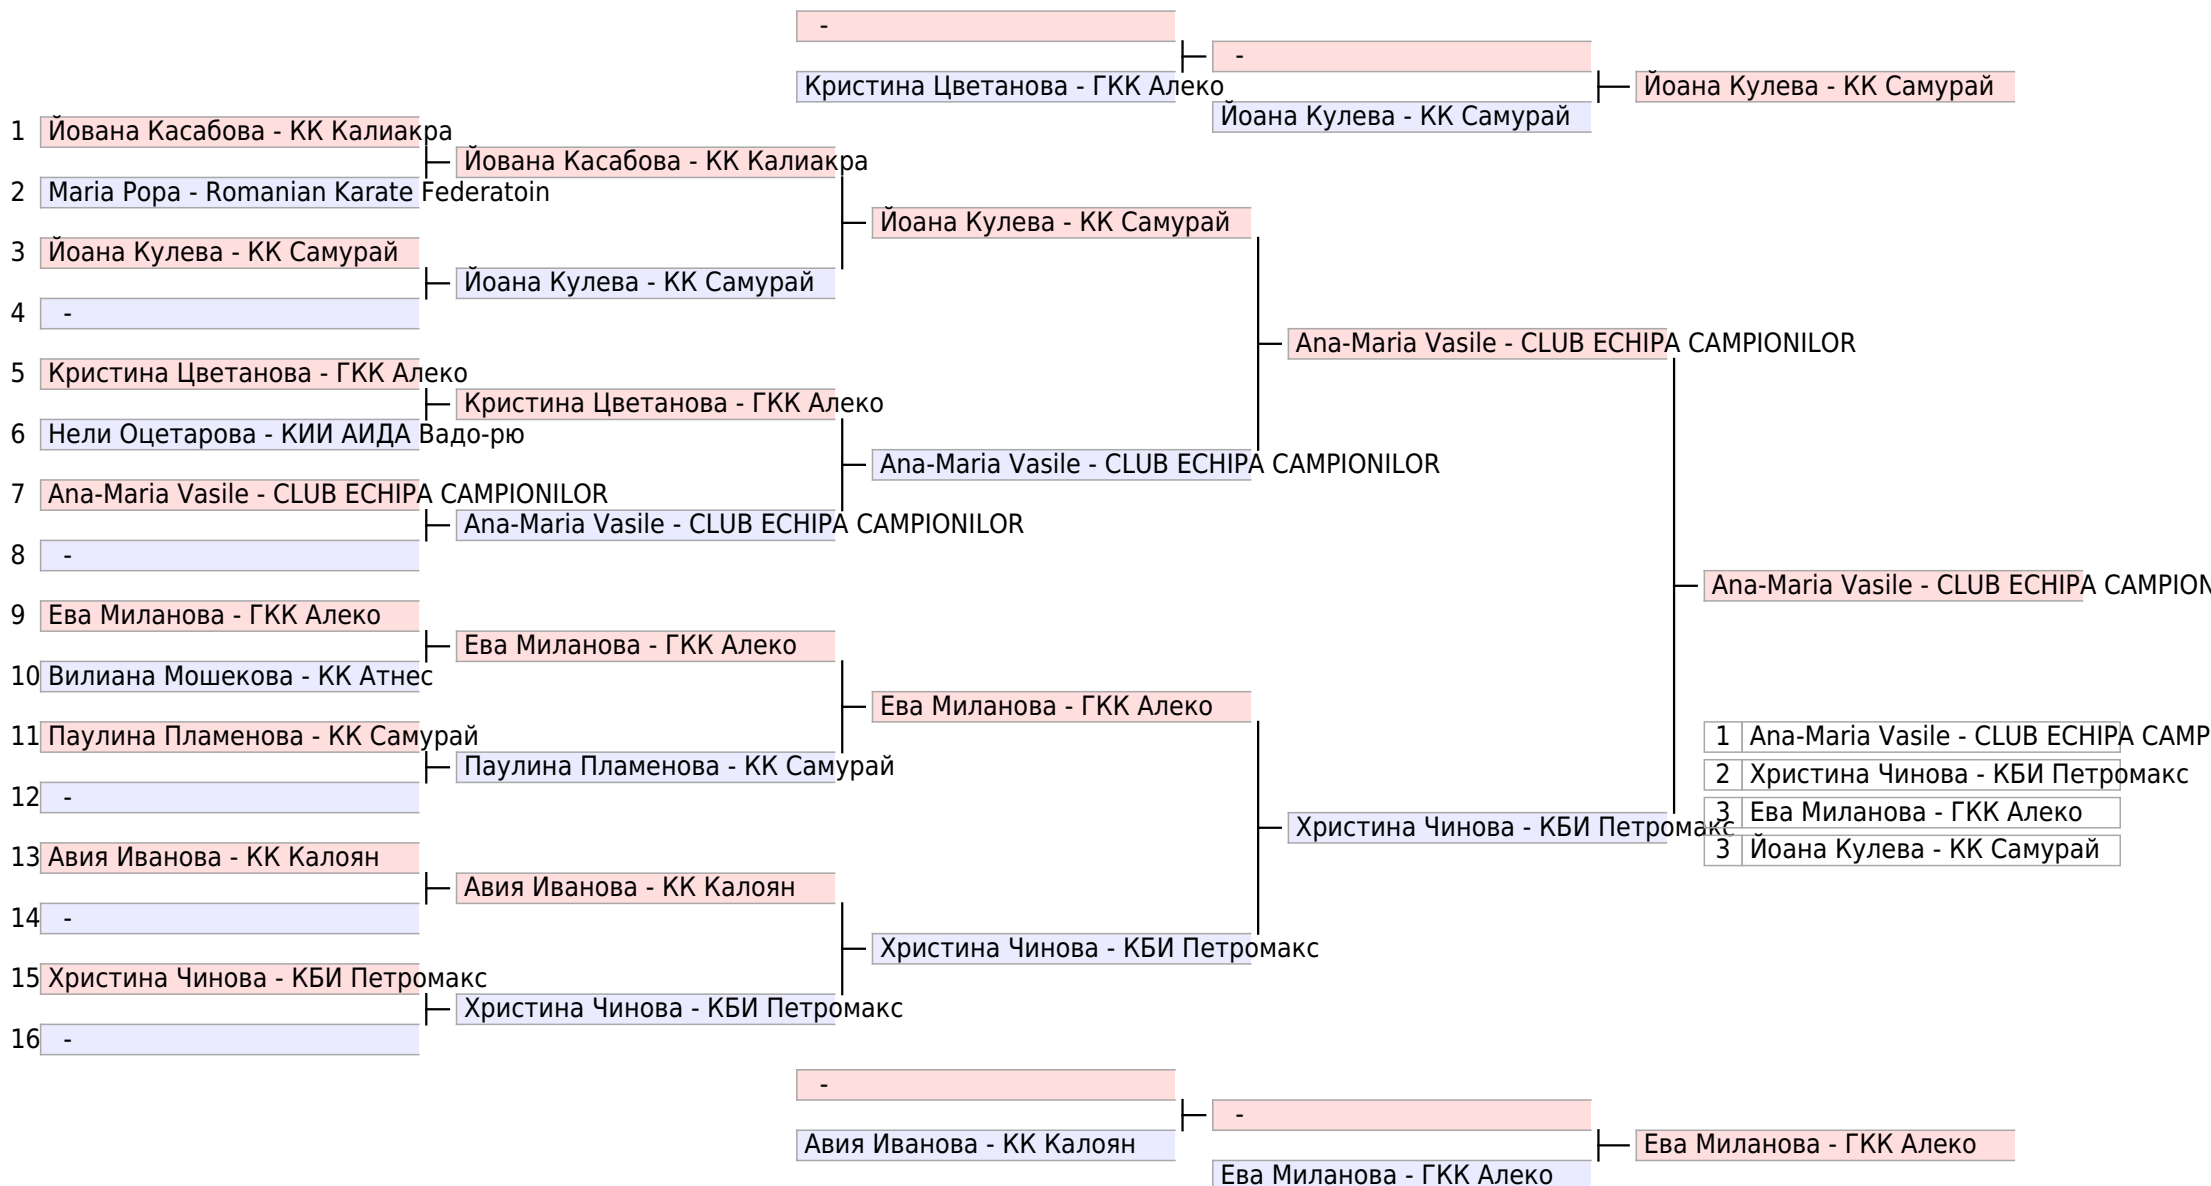 -
-
Кристина Цветанова - ГКК Алеко
Йоана Кулева - КК Самурай
Йоана Кулева - КК Самурай
1 Йована Касабова - КК Калиакра
Йована Касабова - КК Калиакра
2 Maria Popa - Romanian Karate Federatoin
Йоана Кулева - КК Самурай
3 Йоана Кулева - КК Самурай
Йоана Кулева - КК Самурай
4 -
Ana-Maria Vasile - CLUB ECHIPA CAMPIONILOR
5 Кристина Цветанова - ГКК Алеко
Кристина Цветанова - ГКК Алеко
6 Нели Оцетарова - КИИ АИДА Вадо-рю
Ana-Maria Vasile - CLUB ECHIPA CAMPIONILOR
7 Ana-Maria Vasile - CLUB ECHIPA CAMPIONILOR
Ana-Maria Vasile - CLUB ECHIPA CAMPIONILOR
8 -
Ana-Maria Vasile - CLUB ECHIPA CAMPION
9 Ева Миланова - ГКК Алеко
Ева Миланова - ГКК Алеко
10 Вилиана Мошекова - КК Атнес
Ева Миланова - ГКК Алеко
11 Паулина Пламенова - КК Самурай
1 Ana-Maria Vasile - CLUB ECHIPA CAMP
Паулина Пламенова - КК Самурай
2 Христина Чинова - КБИ Петромакс
12 -
3 Ева Миланова - ГКК Алеко
Христина Чинова - КБИ Петромакс
3 Йоана Кулева - КК Самурай
13 Авия Иванова - КК Калоян
Авия Иванова - КК Калоян
14 -
Христина Чинова - КБИ Петромакс
15 Христина Чинова - КБИ Петромакс
Христина Чинова - КБИ Петромакс
16 -
-
-
Авия Иванова - КК Калоян
Ева Миланова - ГКК Алеко
Ева Миланова - ГКК Алеко